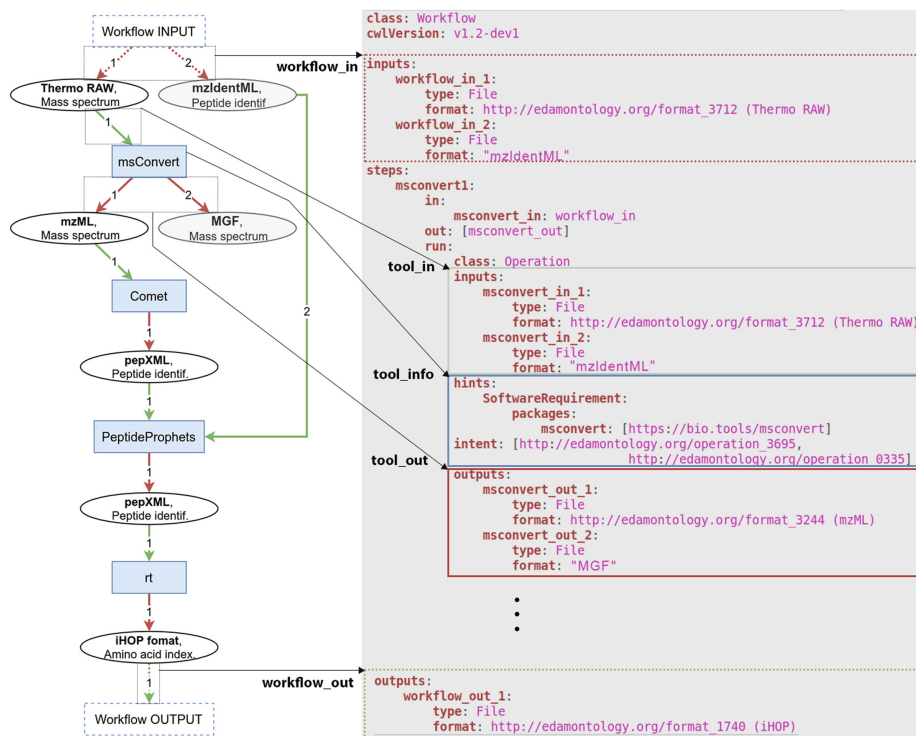 Workflow INPUT
1
2
Thermo RAW,
Mass spectrum
mzIdentML,
Peptide identif
1
msConvert
1
2
mzML,
Mass spectrum
MGF,
Mass spectrum
1
Comet
2
1
pepXML,
Peptide identif.
1
PeptideProphets
1
pepXML,
Peptide identif.
1
rt
1
iHOP fomat,
Amino acid index,
1
Workflow OUTPUT
workflow_in
tool_in
tool_info
tool_out
workflow_out
class: Workflow
cwlVersion: v1.2-dev1
inputs:
workflow_in_1:
type: File
format: http://edamontology.org/format_3712 (Thermo RAW)
workflow_in_2:
type: File
format: "mzIdentML"
steps:
msconvert1:
in:
msconvert_in: workflow_in
out: [msconvert_out]
run:
class: Operation
inputs:
msconvert_in_1:
type: File
format: http://edamontology.org/format_3712 (Thermo RAW)
msconvert_in_2:
type: File
format: "mzIdentML"
hints:
SoftwareRequirement:
packages:
msconvert: [https://bio.tools/msconvert]
intent: [http://edamontology.org/operation_3695,
http://edamontology.org/operation_0335]
outputs:
msconvert_out_1:
type: File
format: http://edamontology.org/format_3244 (mzML)
msconvert_out_2:
type: File
format: "MGF"
outputs:
workflow_out_1:
type: File
format: http://edamontology.org/format_1740 (iHOP)